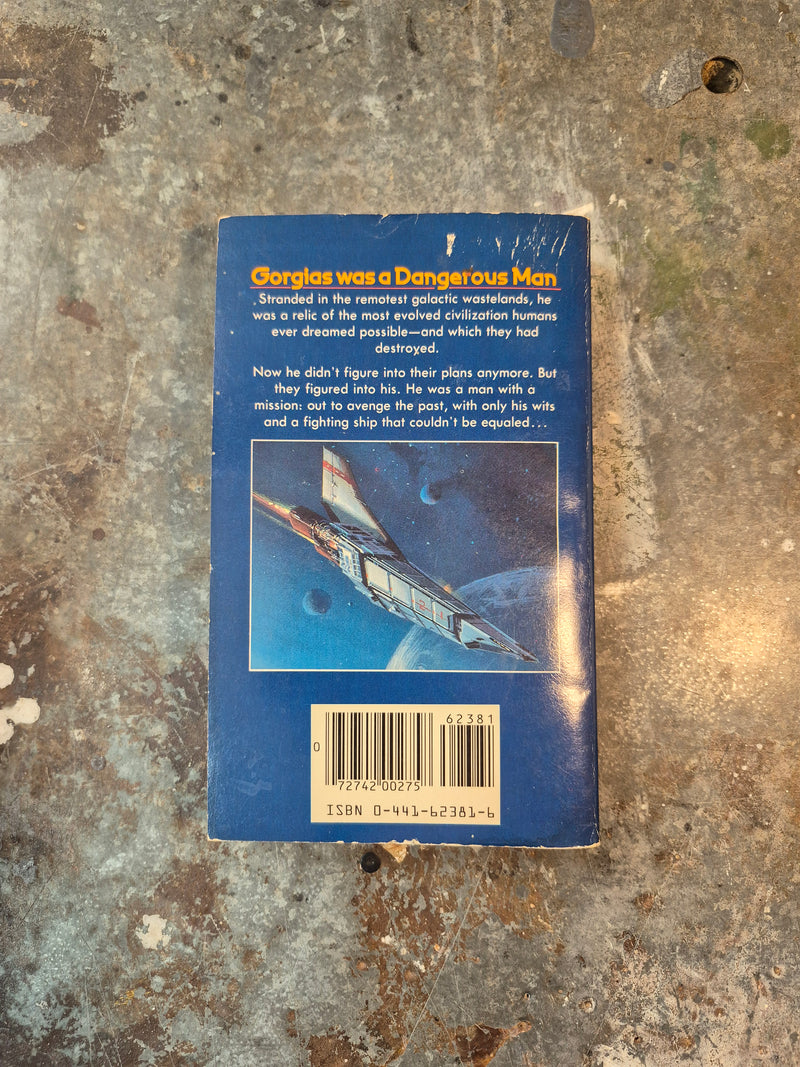 Gorgias was a Dangerous Man
Stranded in the remotest galactic wastelands, he
was a relic of the most evolved civilization humans
ever dreamed possible—and which they had
destroyed.
Now he didn't figure into their plans anymore. But
they figured into his. He was a man with a
mission: out to avenge the past, with only his wits
and a fighting ship that couldn't be equaled...
62381
0
72742 00275
ISBN 0-441-62381-6